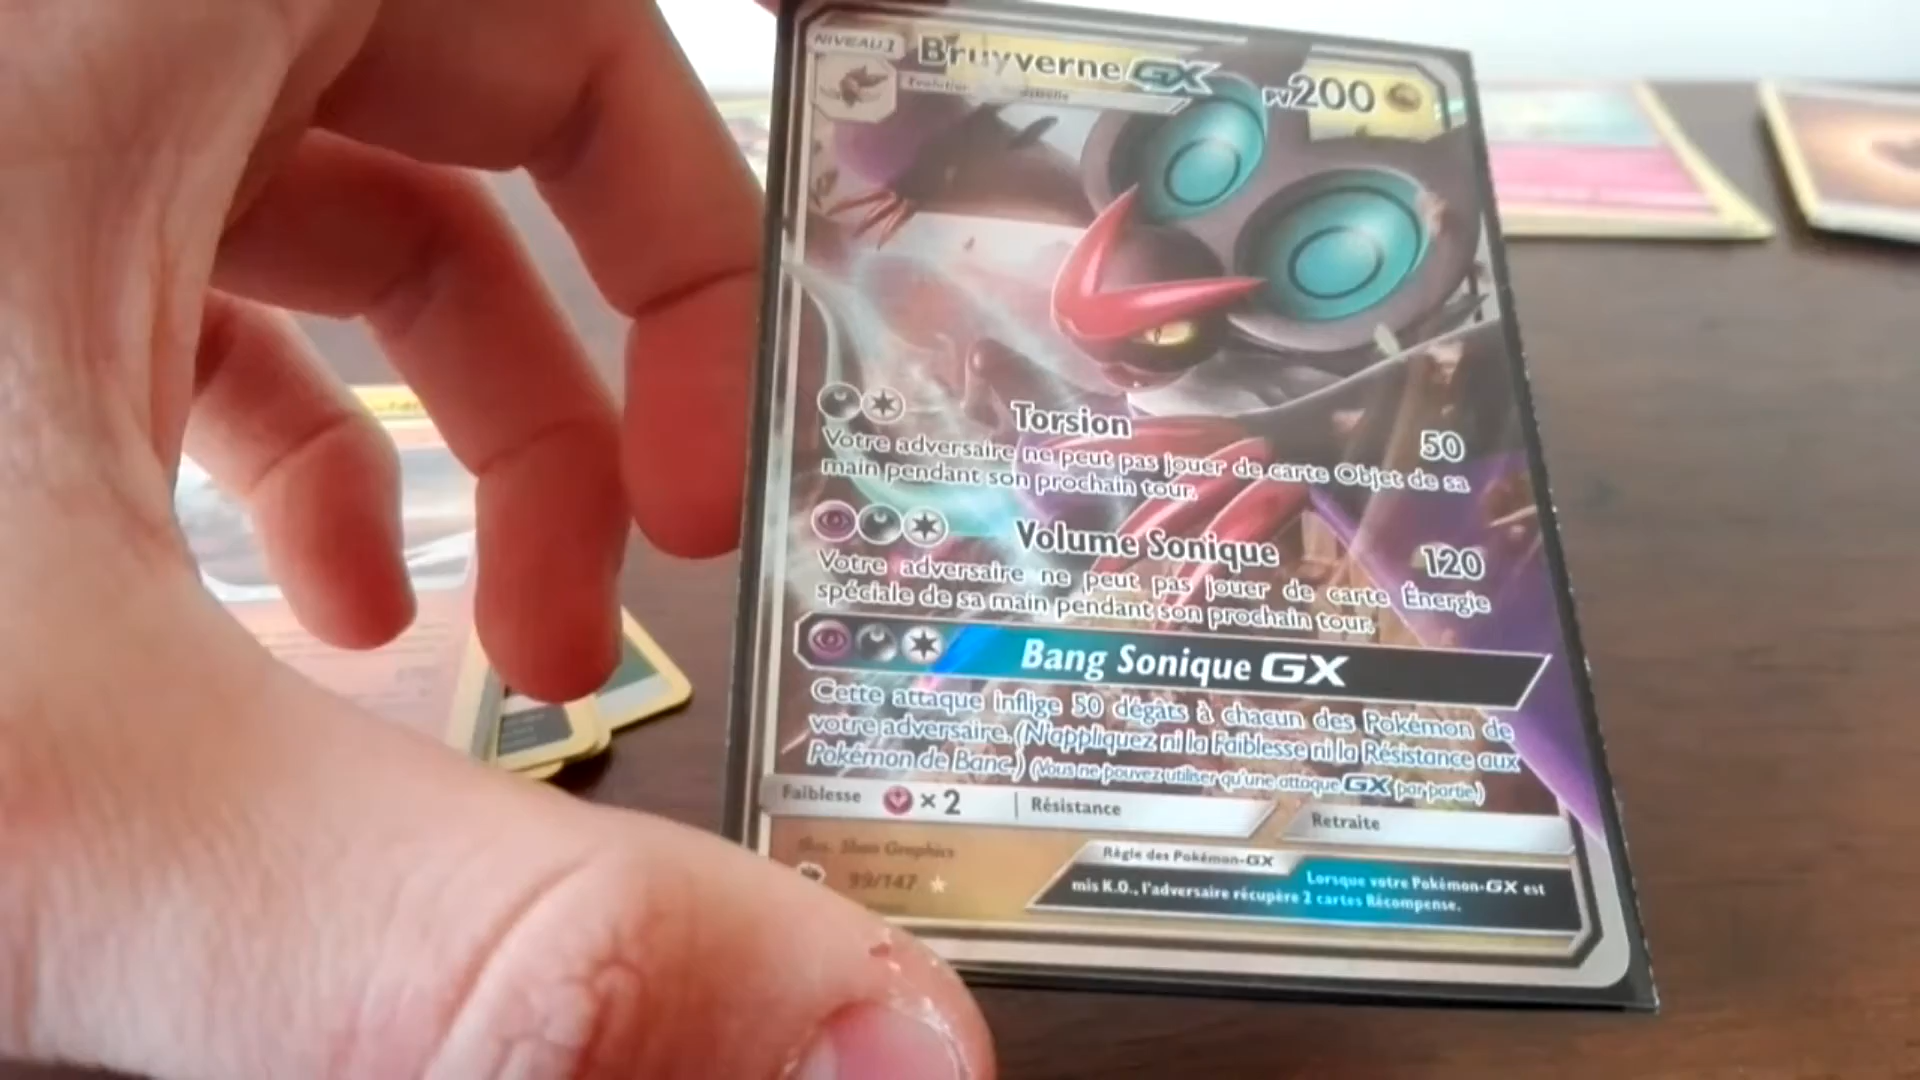 NIVEAU 1
Bruyverne GX
PV200
Torsion
50
Votre adversaire ne peut pas jouer de carte Objet de sa
main pendant son prochain tour.
Volume Sonique
120
Votre adversaire ne peut pas jouer de carte Énergie
spéciale de sa main pendant son prochain tour.
Bang Sonique GX
Cette attaque inflige 50 dégâts à chacun des Pokémon de
votre adversaire. (N'appliquez ni la Faiblesse ni la Résistance aux
Pokémon de Banc.) (Vous ne pouvez utiliser qu'une attaque GX par partie.)
Faiblesse ×2
Résistance
Retraite
Illus. 5ban Graphics
99/147
Règle des Pokémon-GX
Lorsque votre Pokémon-GX est
mis K.O., l'adversaire récupère 2 cartes Récompense.